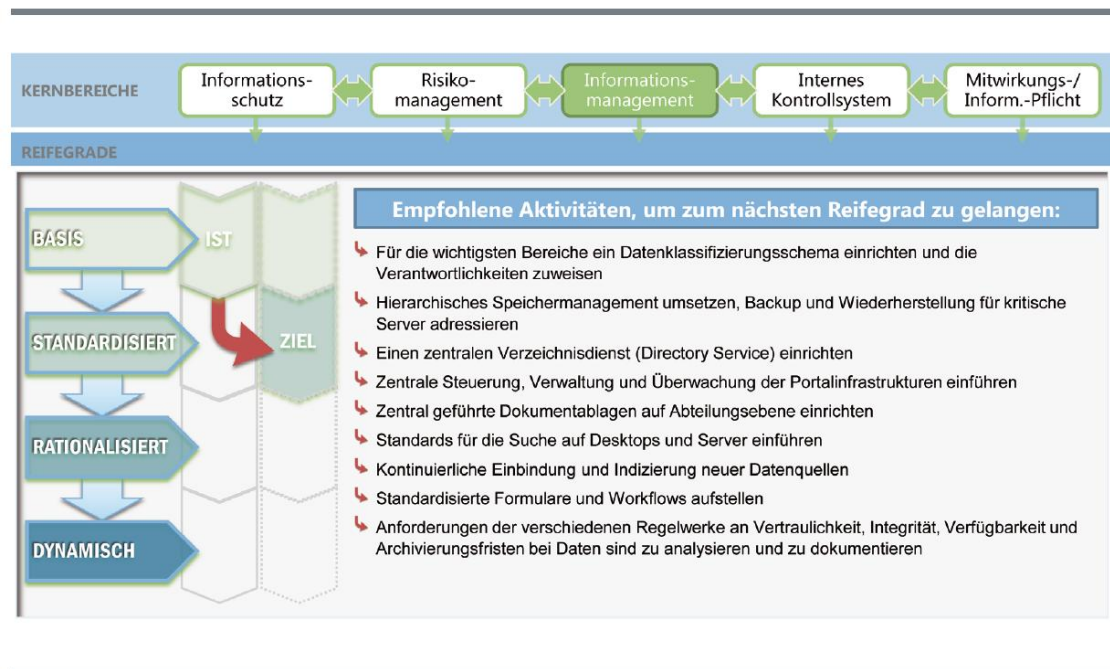 KERNBEREICHE
Informations-
schutz
Risiko-
management
Informations-
management
Internes
Kontrollsystem
Mitwirkungs-/
Inform.-Pflicht
REIFEGRADE
BASIS
IST
STANDARDISIERT
ZIEL
RATIONALISIERT
DYNAMISCH
Empfohlene Aktivitäten, um zum nächsten Reifegrad zu gelangen:
Für die wichtigsten Bereiche ein Datenklassifizierungsschema einrichten und die
Verantwortlichkeiten zuweisen
Hierarchisches Speichermanagement umsetzen, Backup und Wiederherstellung für kritische
Server adressieren
Einen zentralen Verzeichnisdienst (Directory Service) einrichten
Zentrale Steuerung, Verwaltung und Überwachung der Portalinfrastrukturen einführen
Zentral geführte Dokumentablagen auf Abteilungsebene einrichten
Standards für die Suche auf Desktops und Server einführen
Kontinuierliche Einbindung und Indizierung neuer Datenquellen
Standardisierte Formulare und Workflows aufstellen
Anforderungen der verschiedenen Regelwerke an Vertraulichkeit, Integrität, Verfügbarkeit und
Archivierungsfristen bei Daten sind zu analysieren und zu dokumentieren